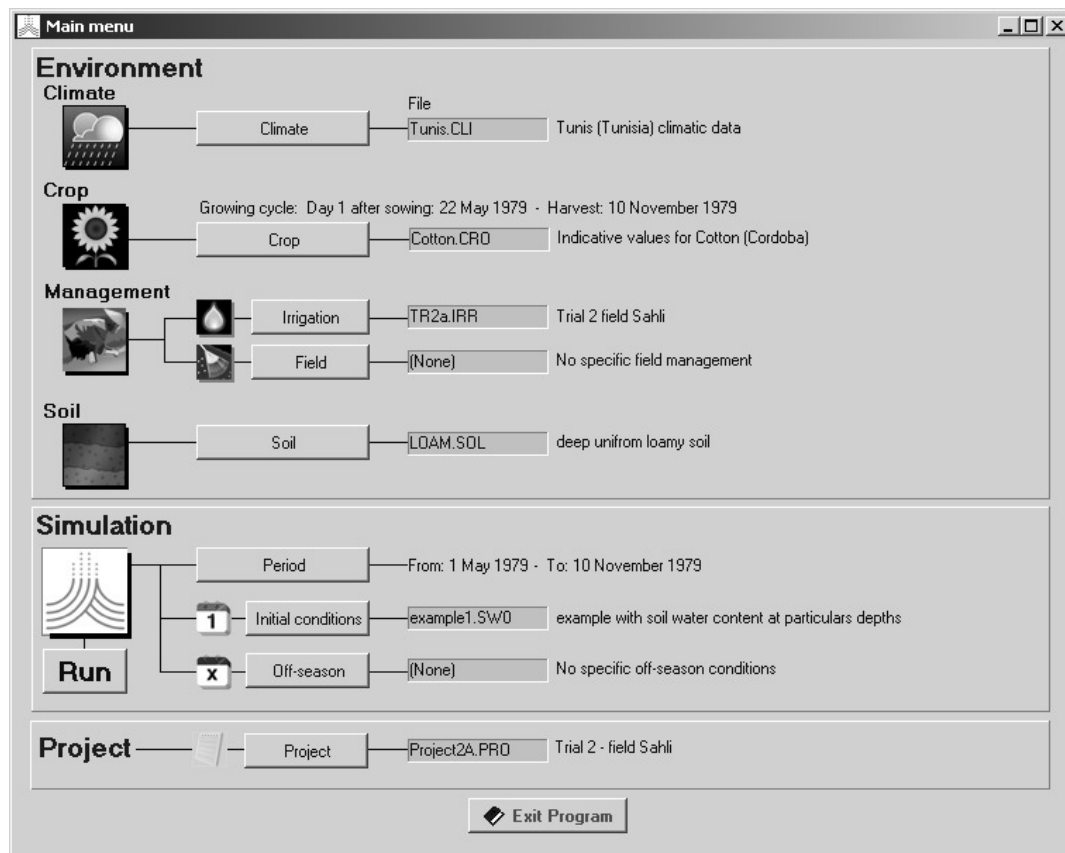 Main menu
Environment
Climate
File
Climate Tunis.CLI Tunis (Tunisia) climatic data
Crop
Growing cycle: Day 1 after sowing: 22 May 1979 - Harvest: 10 November 1979
Crop Cotton.CRO Indicative values for Cotton (Cordoba)
Management
Irrigation TR2a.IRR Trial 2 field Sahli
Field (None) No specific field management
Soil
Soil LOAM.SOL deep unifrom loamy soil
Simulation
Period From: 1 May 1979 - To: 10 November 1979
1 Initial conditions example1.SW0 example with soil water content at particulars depths
Run x Off-season (None) No specific off-season conditions
Project Project Project2A.PRO Trial 2 - field Sahli
Exit Program